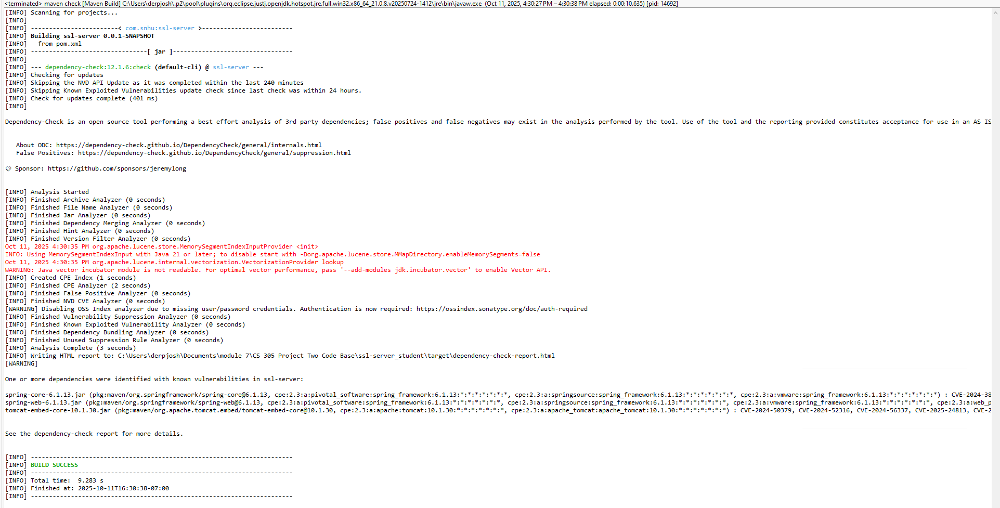 <terminated> maven check [Maven Build] C:\Users\derpjosh\.p2\pool\plugins\org.eclipse.justj.openjdk.hotspot.jre.full.win32.x86_64_21.0.8.v20250724-1412\jre\bin\javaw.exe (Oct 11, 2025, 4:30:27 PM – 4:30:38 PM elapsed: 0:00:10.635) [pid: 14692]
[INFO] Scanning for projects...
[INFO]
[INFO] ------------------------< com.snhu:ssl-server >-------------------------
[INFO] Building ssl-server 0.0.1-SNAPSHOT
[INFO]   from pom.xml
[INFO] --------------------------------[ jar ]---------------------------------
[INFO]
[INFO] --- dependency-check:12.1.6:check (default-cli) @ ssl-server ---
[INFO] Checking for updates
[INFO] Skipping the NVD API Update as it was completed within the last 240 minutes
[INFO] Skipping Known Exploited Vulnerabilities update check since last check was within 24 hours.
[INFO] Check for updates complete (401 ms)
[INFO]
Dependency-Check is an open source tool performing a best effort analysis of 3rd party dependencies; false positives and false negatives may exist in the analysis performed by the tool. Use of the tool and the reporting provided constitutes acceptance for use in an AS IS
About ODC: https://dependency-check.github.io/DependencyCheck/general/internals.html
False Positives: https://dependency-check.github.io/DependencyCheck/general/suppression.html
Sponsor: https://github.com/sponsors/jeremylong
[INFO] Analysis Started
[INFO] Finished Archive Analyzer (0 seconds)
[INFO] Finished File Name Analyzer (0 seconds)
[INFO] Finished Jar Analyzer (0 seconds)
[INFO] Finished Dependency Merging Analyzer (0 seconds)
[INFO] Finished Hint Analyzer (0 seconds)
[INFO] Finished Version Filter Analyzer (0 seconds)
Oct 11, 2025 4:30:35 PM org.apache.lucene.store.MemorySegmentIndexInputProvider <init>
INFO: Using MemorySegmentIndexInput with Java 21 or later; to disable start with -Dorg.apache.lucene.store.MMapDirectory.enableMemorySegments=false
Oct 11, 2025 4:30:35 PM org.apache.lucene.internal.vectorization.VectorizationProvider lookup
WARNING: Java vector incubator module is not readable. For optimal vector performance, pass '--add-modules jdk.incubator.vector' to enable Vector API.
[INFO] Created CPE Index (1 seconds)
[INFO] Finished CPE Analyzer (2 seconds)
[INFO] Finished False Positive Analyzer (0 seconds)
[INFO] Finished NVD CVE Analyzer (0 seconds)
[WARNING] Disabling OSS Index analyzer due to missing user/password credentials. Authentication is now required: https://ossindex.sonatype.org/doc/auth-required
[INFO] Finished Vulnerability Suppression Analyzer (0 seconds)
[INFO] Finished Known Exploited Vulnerability Analyzer (0 seconds)
[INFO] Finished Dependency Bundling Analyzer (0 seconds)
[INFO] Finished Unused Suppression Rule Analyzer (0 seconds)
[INFO] Analysis Complete (3 seconds)
[INFO] Writing HTML report to: C:\Users\derpjosh\Documents\module 7\CS 305 Project Two Code Base\ssl-server_student\target\dependency-check-report.html
[WARNING]
One or more dependencies were identified with known vulnerabilities in ssl-server:
spring-core-6.1.13.jar (pkg:maven/org.springframework/spring-core@6.1.13, cpe:2.3:a:pivotal_software:spring_framework:6.1.13:*:*:*:*:*:*:*, cpe:2.3:a:springsource:spring_framework:6.1.13:*:*:*:*:*:*:*, cpe:2.3:a:vmware:spring_framework:6.1.13:*:*:*:*:*:*:*) : CVE-2024-38
spring-web-6.1.13.jar (pkg:maven/org.springframework/spring-web@6.1.13, cpe:2.3:a:pivotal_software:spring_framework:6.1.13:*:*:*:*:*:*:*, cpe:2.3:a:springsource:spring_framework:6.1.13:*:*:*:*:*:*:*, cpe:2.3:a:vmware:spring_framework:6.1.13:*:*:*:*:*:*:*, cpe:2.3:a:web_p
tomcat-embed-core-10.1.30.jar (pkg:maven/org.apache.tomcat.embed/tomcat-embed-core@10.1.30, cpe:2.3:a:apache:tomcat:10.1.30:*:*:*:*:*:*:*, cpe:2.3:a:apache_tomcat:apache_tomcat:10.1.30:*:*:*:*:*:*:*) : CVE-2024-50379, CVE-2024-52316, CVE-2024-56337, CVE-2025-24813, CVE-2
See the dependency-check report for more details.
[INFO] ------------------------------------------------------------------------
[INFO] BUILD SUCCESS
[INFO] ------------------------------------------------------------------------
[INFO] Total time:  9.283 s
[INFO] Finished at: 2025-10-11T16:30:38-07:00
[INFO] ------------------------------------------------------------------------